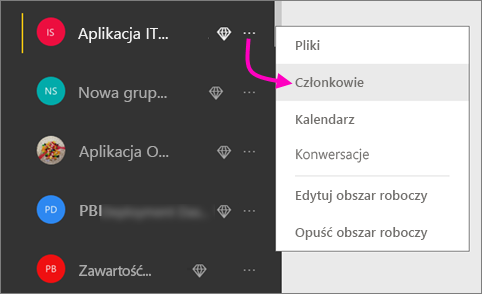 IS Aplikacja IT... ...
NS Nowa grup... ...
Aplikacja O... ...
PD PBI ...
PB Zawartość... ...
Pliki
Członkowie
Kalendarz
Konwersacje
Edytuj obszar roboczy
Opuść obszar roboczy